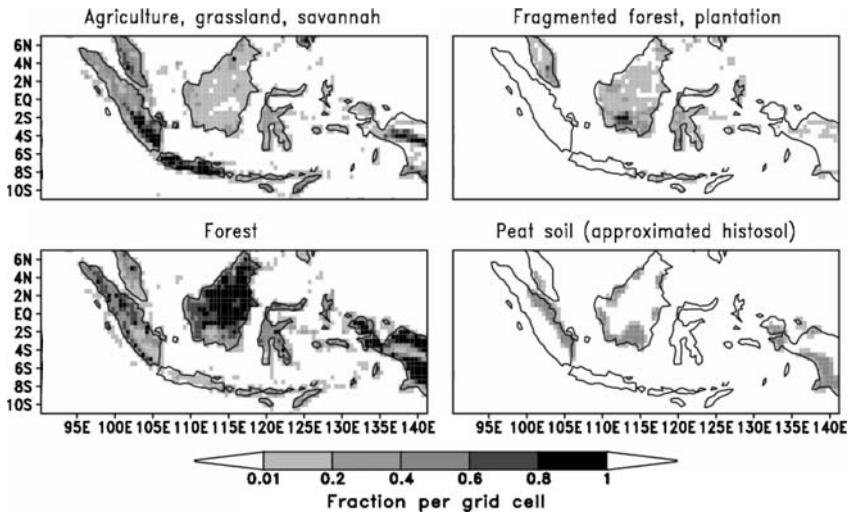 Agriculture, grassland, savannah
Fragmented forest, plantation
6N
4N
2N
EQ
2S
4S
6S
8S
10S
Forest
Peat soil (approximated histosol)
6N
4N
2N
EQ
2S
4S
6S
8S
10S
95E 100E 105E 110E 115E 120E 125E 130E 135E 140E
95E 100E 105E 110E 115E 120E 125E 130E 135E 140E
0.01 0.2 0.4 0.6 0.8 1
Fraction per grid cell